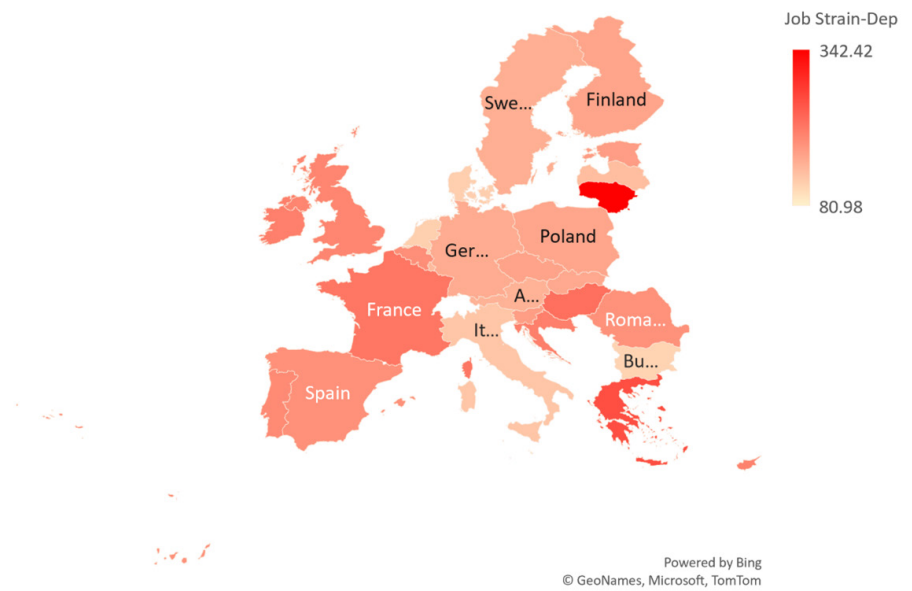 Job Strain-Dep
342.42
80.98
Swe...
Finland
Ger...
Poland
A...
France
It...
Roma...
Bu...
Spain
Powered by Bing
© GeoNames, Microsoft, TomTom